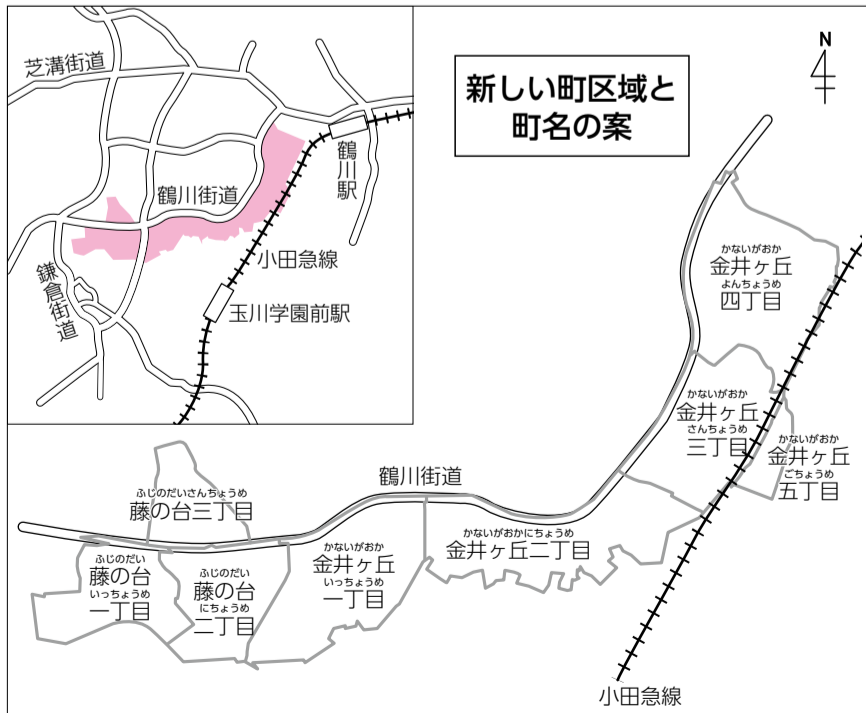 新しい町区域と
町名の案
N
芝溝街道
鶴川街道
鶴川駅
小田急線
玉川学園前駅
鎌倉街道
かないがおか
金井ヶ丘
よんちょうめ
四丁目
かないがおか
金井ヶ丘
さんちょうめ
三丁目
かないがおか
金井ヶ丘
ごちょうめ
五丁目
鶴川街道
ふじのだいさんちょうめ
藤の台三丁目
かないがおかにちょうめ
金井ヶ丘二丁目
かないがおか
金井ヶ丘
いっちょうめ
一丁目
ふじのだい
藤の台
いっちょうめ
一丁目
ふじのだい
藤の台
にちょうめ
二丁目
小田急線